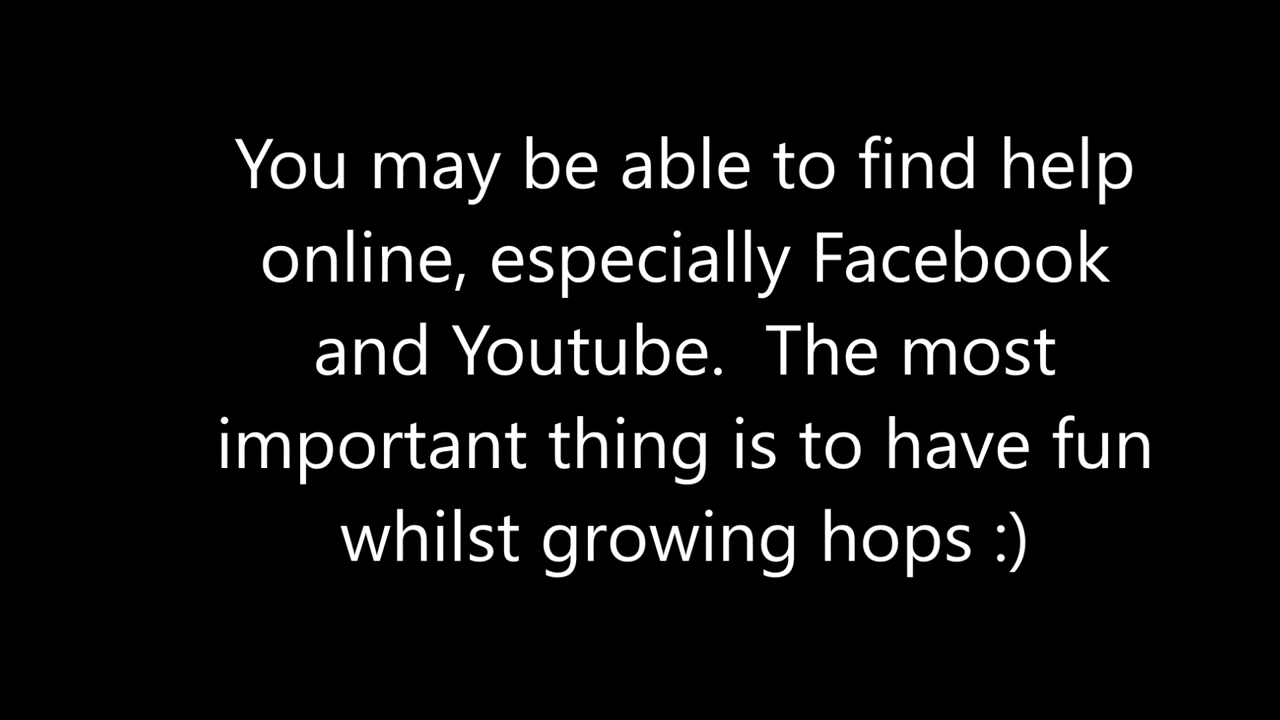 You may be able to find help
online, especially Facebook
and Youtube.  The most
important thing is to have fun
whilst growing hops :)